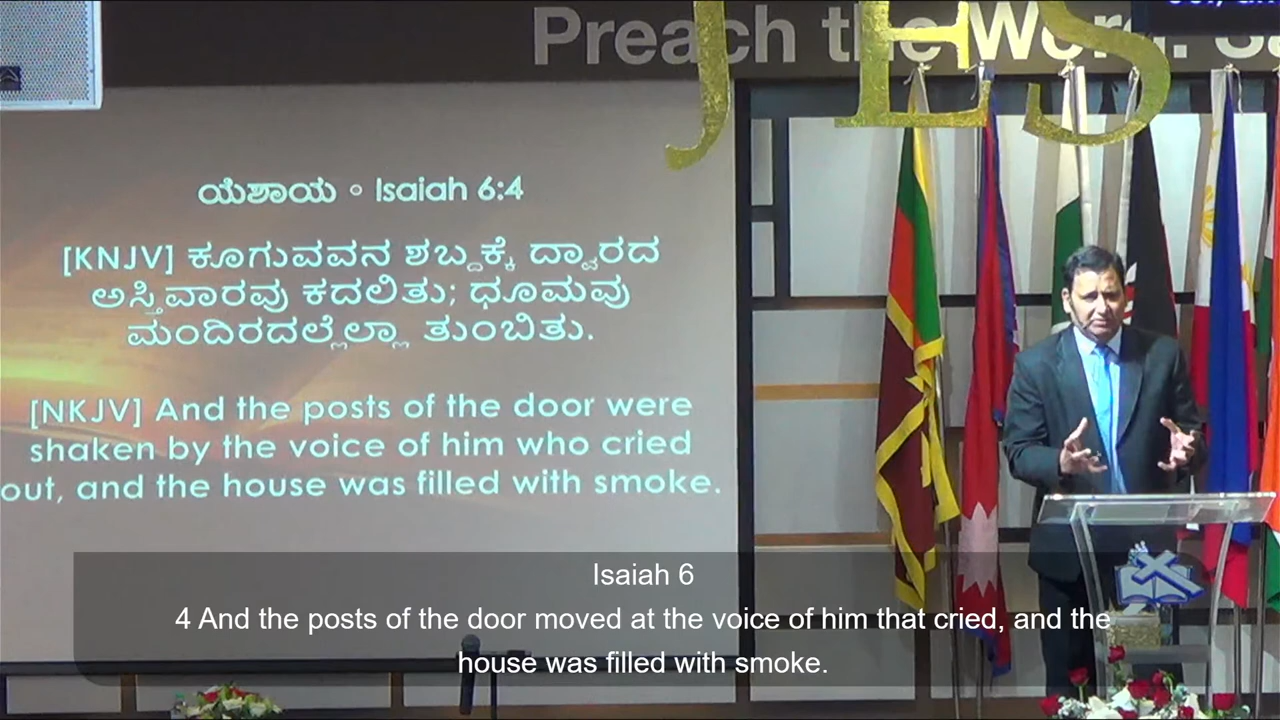 Preach the Word.
JES
ಯೆಶಾಯ ∘ Isaiah 6:4
[KNJV] ಕೂಗುವವನ ಶಬ್ದಕ್ಕೆ ದ್ವಾರದ
ಅಸ್ತಿವಾರವು ಕದಲಿತು; ಧೂಮವು
ಮಂದಿರದಲ್ಲೆಲ್ಲಾ ತುಂಬಿತು.
[NKJV] And the posts of the door were
shaken by the voice of him who cried
out, and the house was filled with smoke.
Isaiah 6
4 And the posts of the door moved at the voice of him that cried, and the
house was filled with smoke.